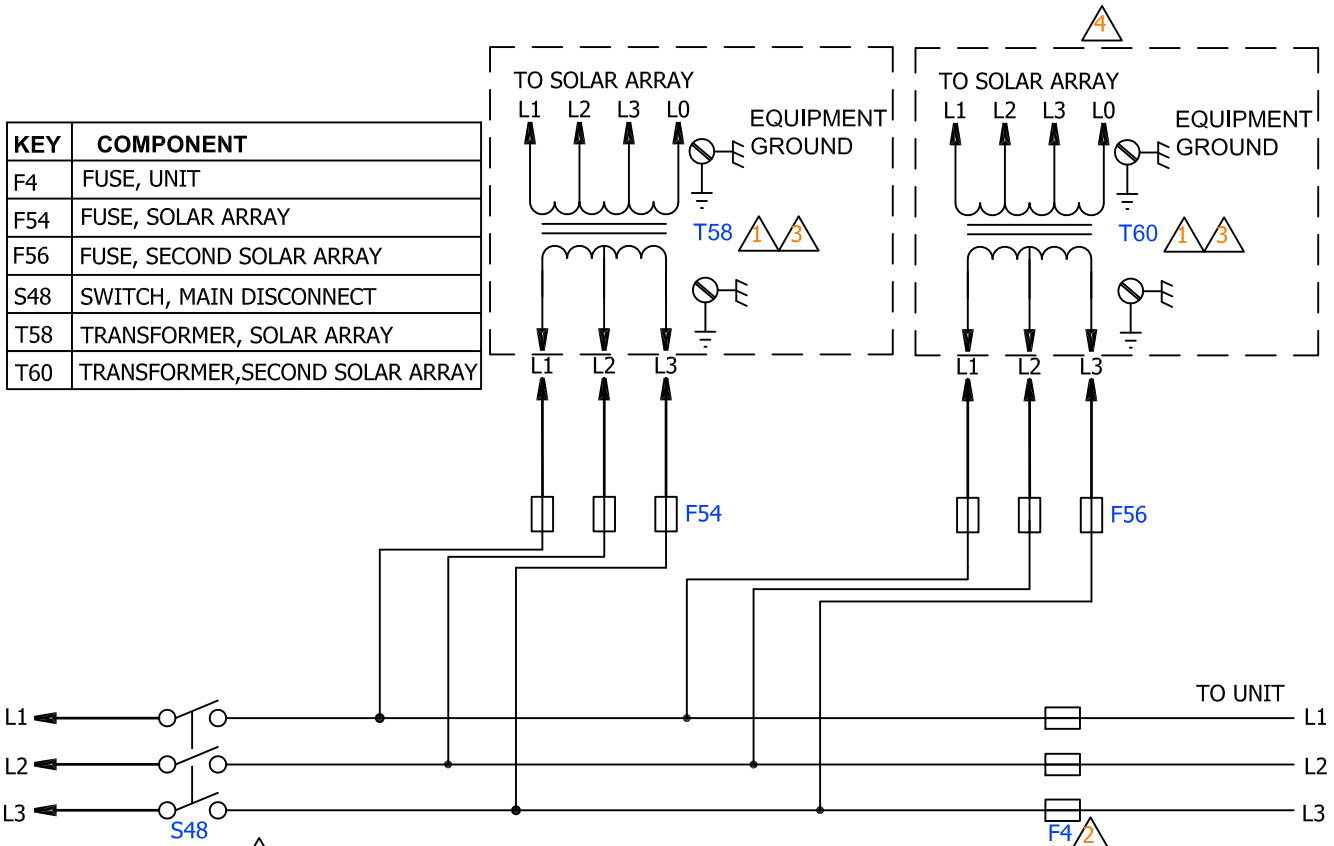 4
TO SOLAR ARRAY
L1 L2 L3 L0
EQUIPMENT
GROUND
T58 1 3
L1 L2 L3
TO SOLAR ARRAY
L1 L2 L3 L0
EQUIPMENT
GROUND
T60 1 3
L1 L2 L3
KEY COMPONENT
F4 FUSE, UNIT
F54 FUSE, SOLAR ARRAY
F56 FUSE, SECOND SOLAR ARRAY
S48 SWITCH, MAIN DISCONNECT
T58 TRANSFORMER, SOLAR ARRAY
T60 TRANSFORMER,SECOND SOLAR ARRAY
F54
F56
TO UNIT
L1 L1
L2 L2
L3 L3
S48
F4 2